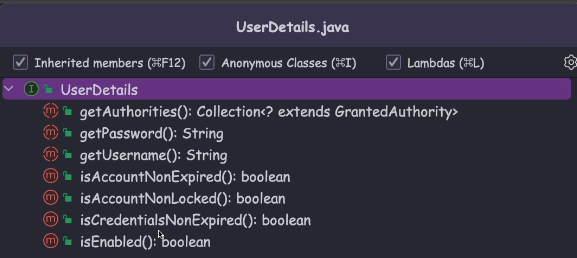 UserDetails.java
Inherited members (⌘F12) Anonymous Classes (⌘I) Lambdas (⌘L)
UserDetails
getAuthorities(): Collection<? extends GrantedAuthority>
getPassword(): String
getUsername(): String
isAccountNonExpired(): boolean
isAccountNonLocked(): boolean
isCredentialsNonExpired(): boolean
isEnabled(): boolean